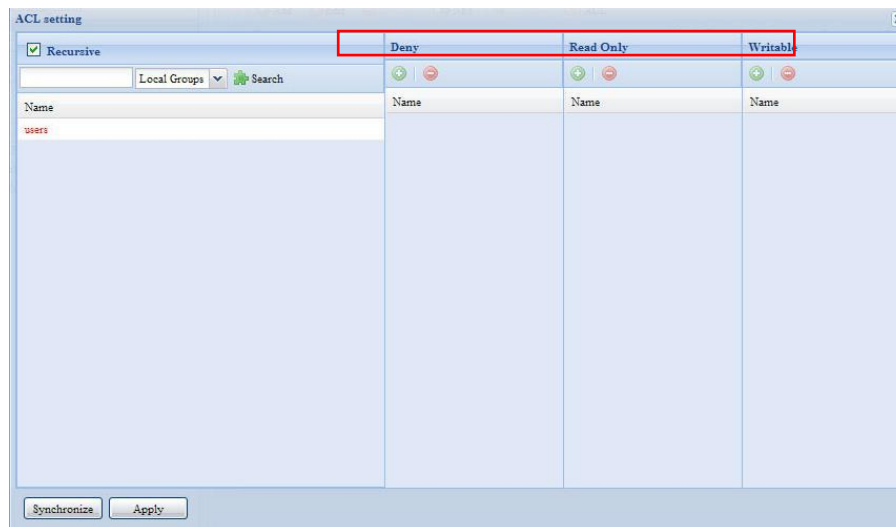 ACL setting
Recursive
Deny
Read Only
Writable
Local Groups
Search
Name
Name
Name
Name
users
Synchronize
Apply